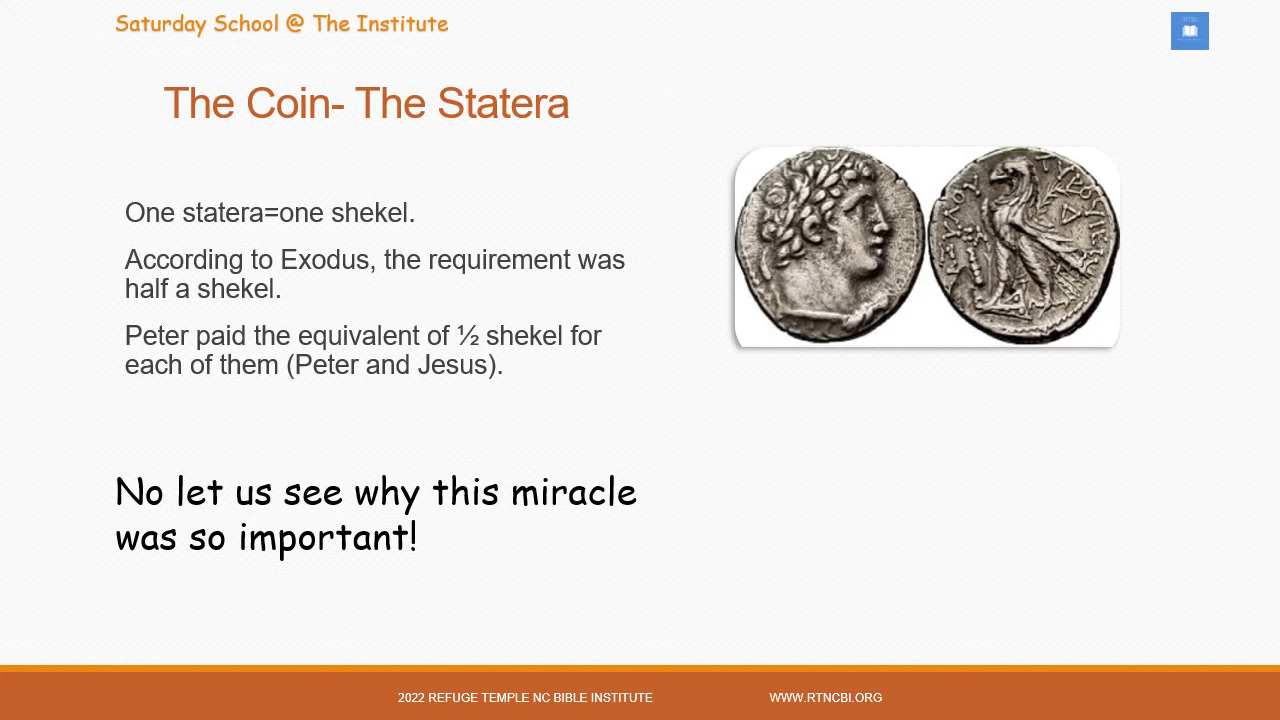 Saturday School @ The Institute
The Coin- The Statera
One statera=one shekel.
According to Exodus, the requirement was
half a shekel.
Peter paid the equivalent of ½ shekel for
each of them (Peter and Jesus).
No let us see why this miracle
was so important!
2022 REFUGE TEMPLE NC BIBLE INSTITUTE
WWW.RTNCBI.ORG